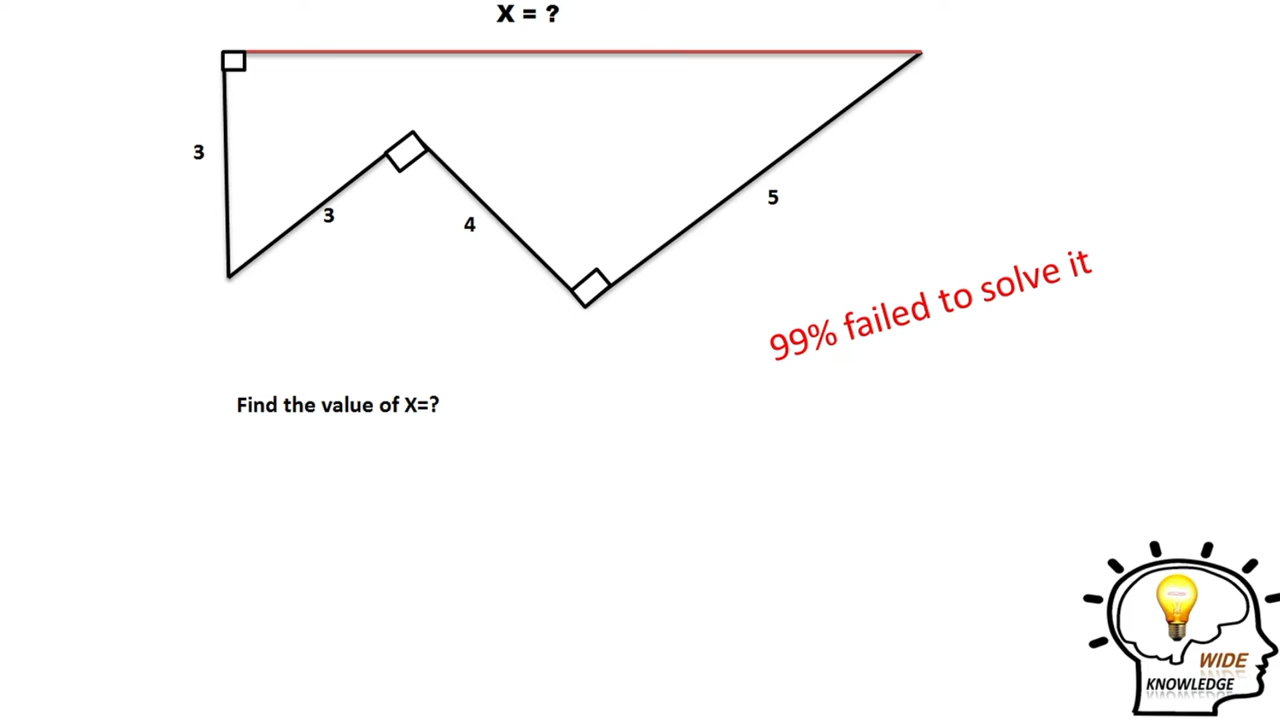 X = ?
3
3
4
5
99% failed to solve it
Find the value of X=?
WIDE
KNOWLEDGE